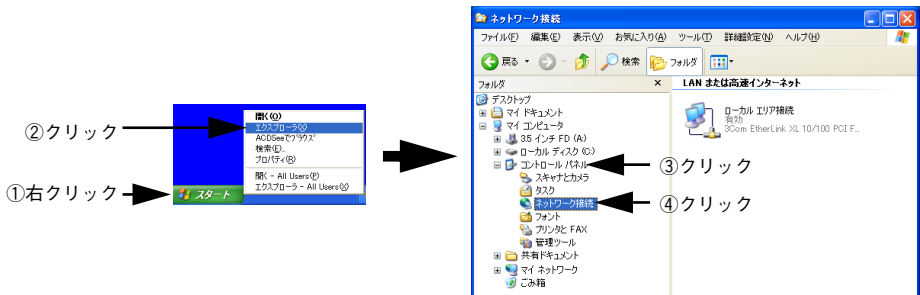 ②クリック
①右クリック
開く(O)
エクスプローラ(X)
ACDSeeでブラウズ
検索(E)...
プロパティ(R)
開く - All Users(P)
エクスプローラ - All Users(X)
スタート
ネットワーク接続
ファイル(F) 編集(E) 表示(V) お気に入り(A) ツール(T) 詳細設定(N) ヘルプ(H)
戻る 検索 フォルダ
フォルダ
デスクトップ
マイ ドキュメント
マイ コンピュータ
3.5 インチ FD (A:)
ローカル ディスク (C:)
コントロール パネル
スキャナとカメラ
タスク
ネットワーク接続
フォント
プリンタと FAX
管理ツール
共有ドキュメント
マイ ネットワーク
ごみ箱
LAN または高速インターネット
ローカル エリア接続
有効
3Com EtherLink XL 10/100 PCI F...
③クリック
④クリック